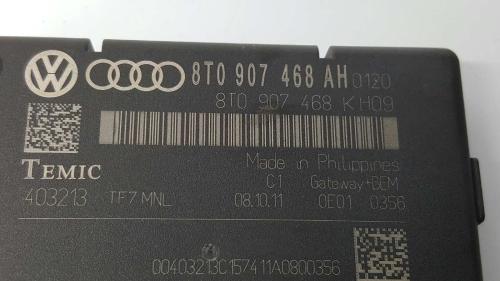 8T0 907 468 AH 0120
8T0 907 468 K H09
TEMIC
Made in Philippines
C1 Gateway+BEM
403213 TF7 MNL 08.10.11 0E01 0356
00403213C157411A0800356